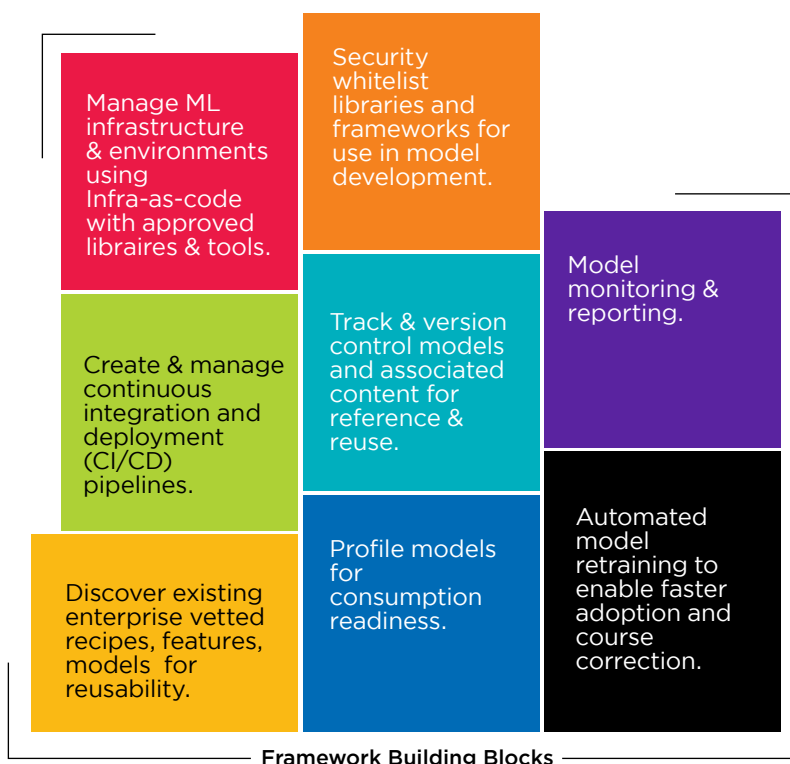 Manage ML
infrastructure
& environments
using
Infra-as-code
with approved
libraires & tools.
Security
whitelist
libraries and
frameworks for
use in model
development.
Model
monitoring &
reporting.
Create & manage
continuous
integration and
deployment
(CI/CD)
pipelines.
Track & version
control models
and associated
content for
reference &
reuse.
Automated
model
retraining to
enable faster
adoption and
course
correction.
Discover existing
enterprise vetted
recipes, features,
models for
reusability.
Profile models
for
consumption
readiness.
Framework Building Blocks